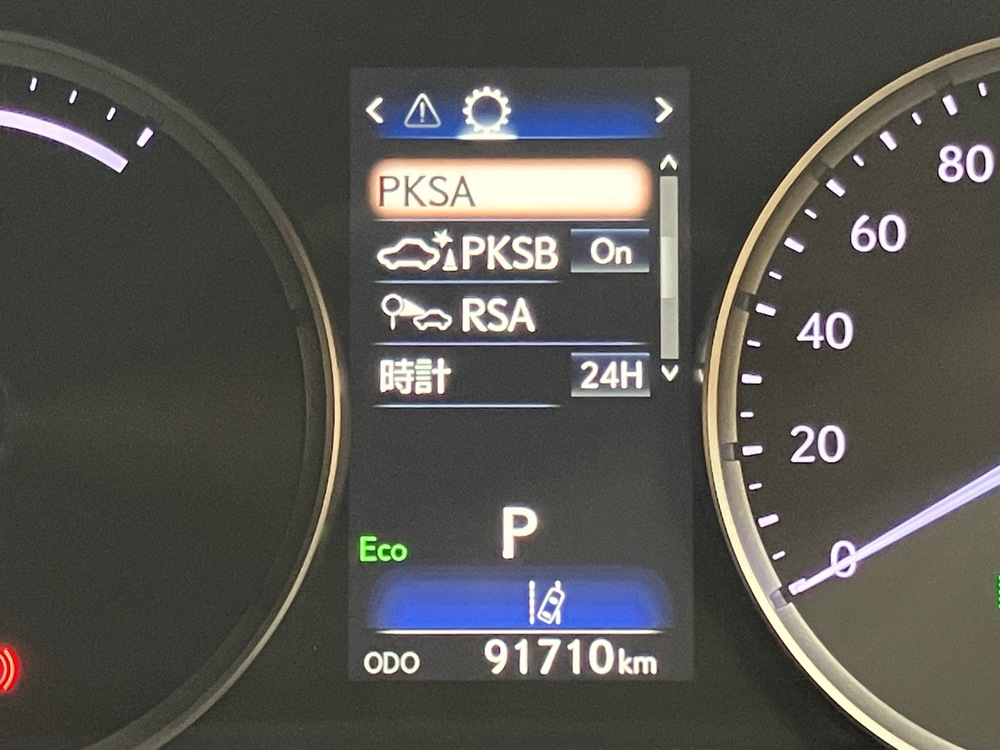 PKSA
PKSB On
RSA
時計 24H
P
Eco
ODO 91710km
80
60
40
20
0